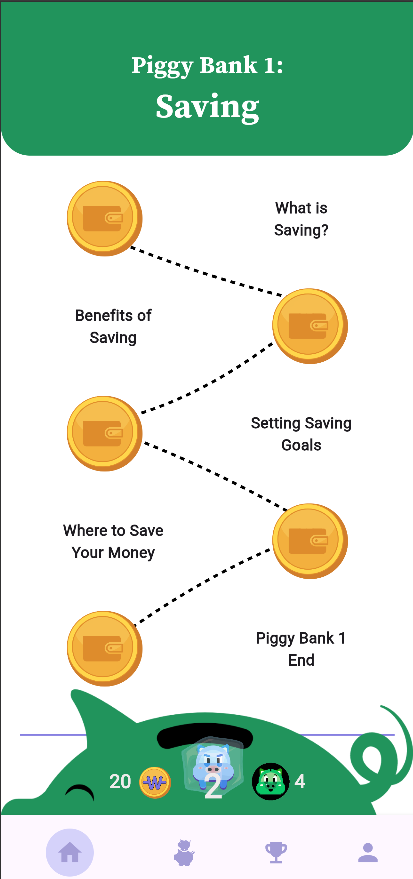 Piggy Bank 1:
Saving
What is
Saving?
Benefits of
Saving
Setting Saving
Goals
Where to Save
Your Money
Piggy Bank 1
End
20
2
4